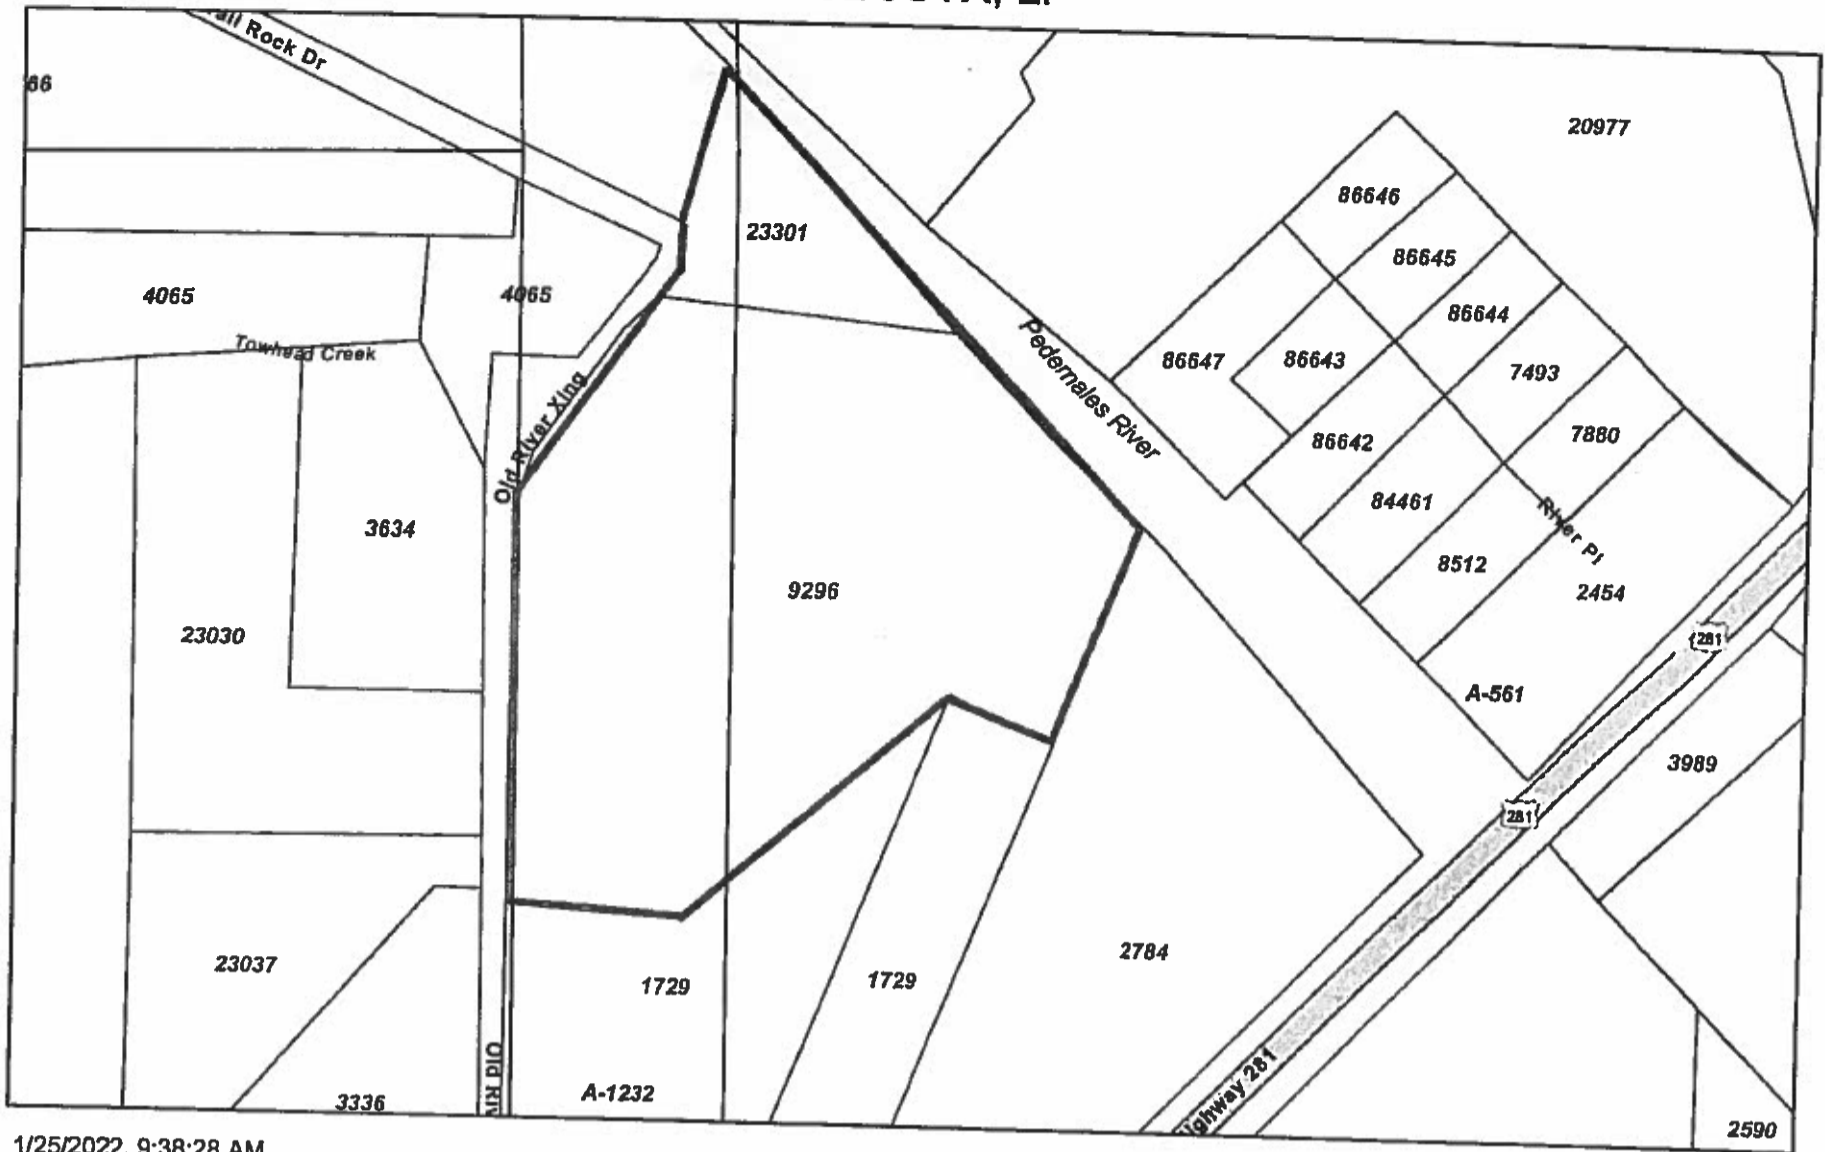 Rock Dr
66
20977
86646
23301
86645
4065
4065
86644
Towhead Creek
Pedernales River
86647
86643
7493
Old River Xing
7880
86642
84461
3634
River Pl
8512
9296
2454
23030
281
A-561
3989
281
2784
23037
1729
1729
Old Riv
Highway 281
A-1232
3336
2590
1/25/2022, 9:38:28 AM